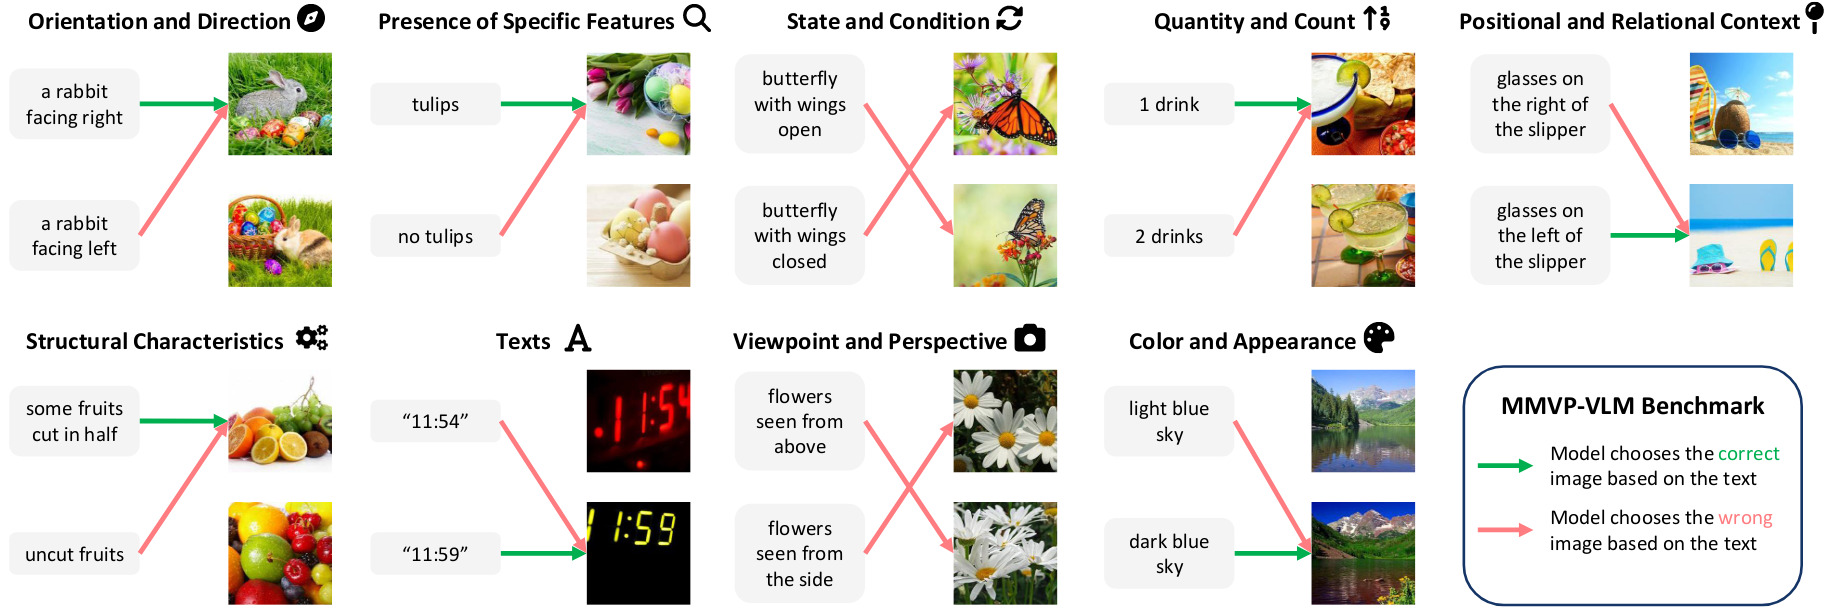 Orientation and Direction
a rabbit
facing right
a rabbit
facing left
Presence of Specific Features
tulips
no tulips
State and Condition
butterfly
with wings
open
butterfly
with wings
closed
Quantity and Count
1 drink
2 drinks
Positional and Relational Context
glasses on
the right of
the slipper
glasses on
the left of
the slipper
Structural Characteristics
some fruits
cut in half
uncut fruits
Texts
“11:54”
“11:59”
11:54
11:59
Viewpoint and Perspective
flowers
seen from
above
flowers
seen from
the side
Color and Appearance
light blue
sky
dark blue
sky
MMVP-VLM Benchmark
Model chooses the correct
image based on the text
Model chooses the wrong
image based on the text